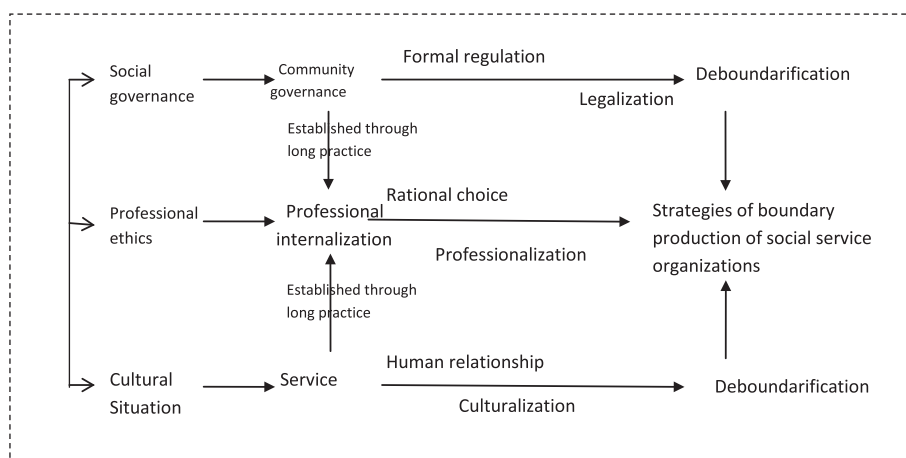 Formal regulation
Social
governance
Community
governance
Deboundarification
Legalization
Established through
long practice
Rational choice
Professional
ethics
Professional
internalization
Strategies of boundary
production of social service
organizations
Professionalization
Established through
long practice
Human relationship
Cultural
Situation
Service
Deboundarification
Culturalization